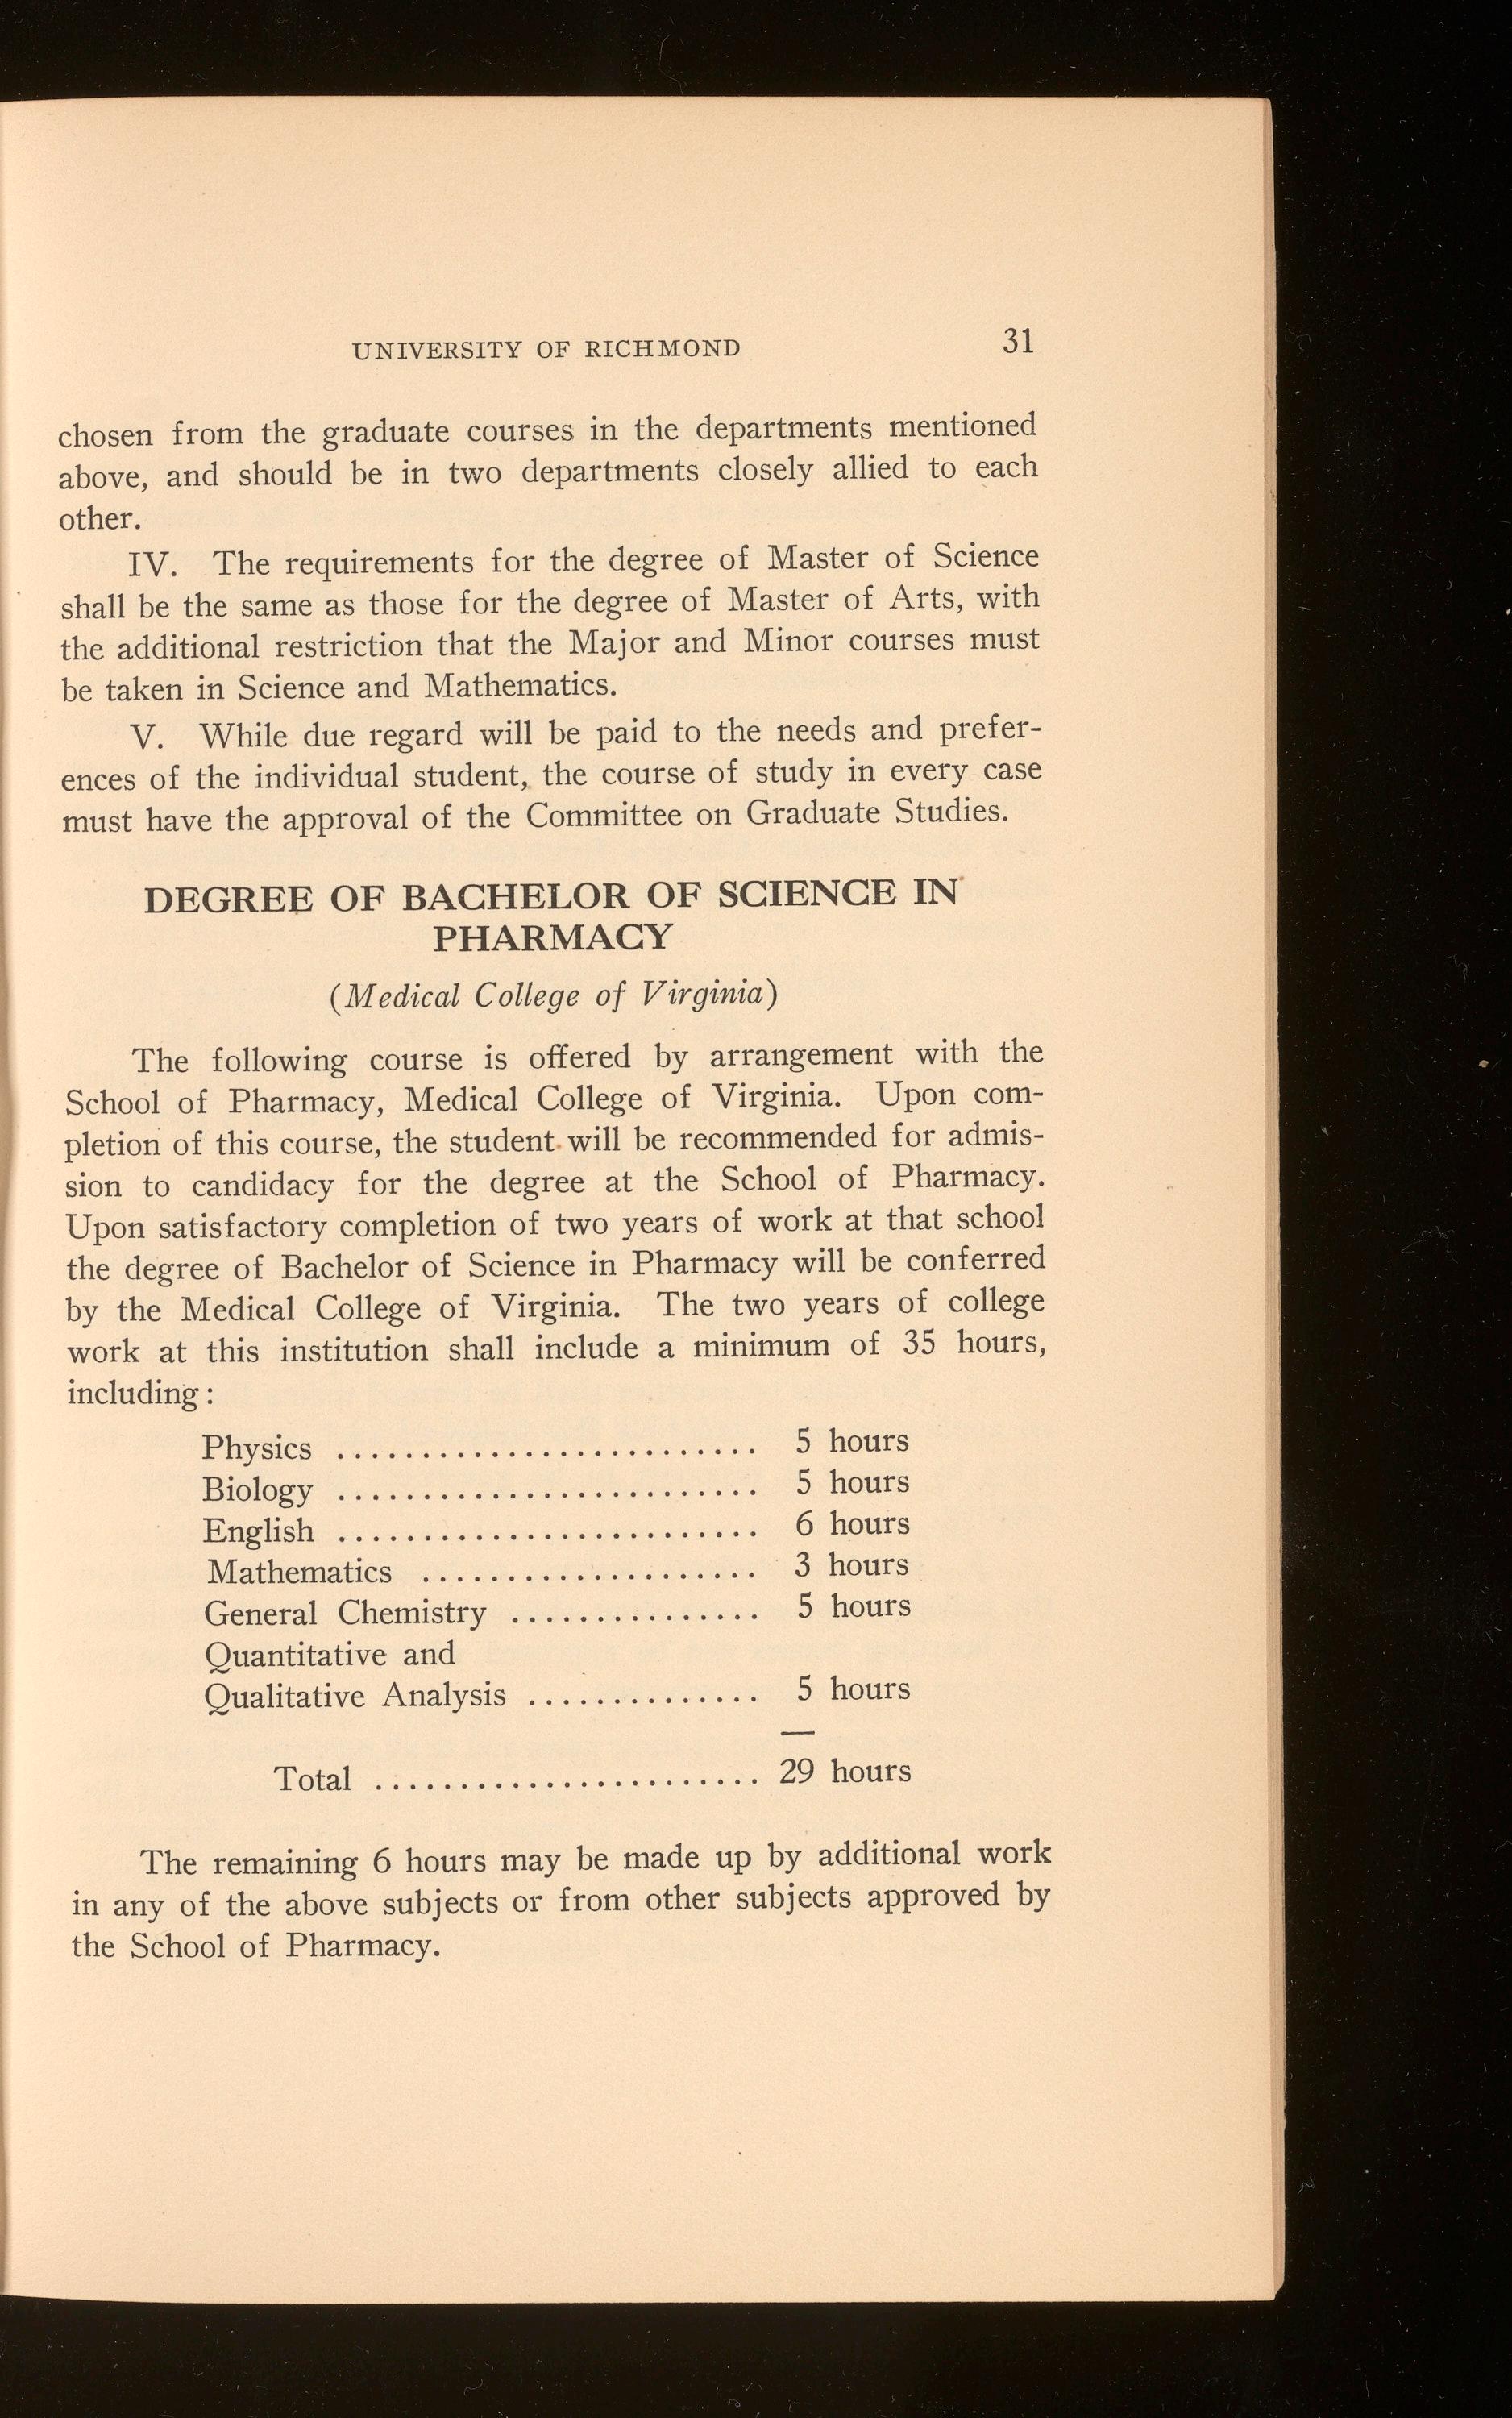 UNIVERSITY OF RICHMOND 31
chosen from the graduate courses in the departments mentioned
above, and should be in two departments closely allied to each
other.
IV. The requirements for the degree of Master of Science
shall be the same as those for the degree of Master of Arts, with
the additional restriction that the Major and Minor courses must
be taken in Science and Mathematics.
V. While due regard will be paid to the needs and prefer-
ences of the individual student, the course of study in every case
must have the approval of the Committee on Graduate Studies.
DEGREE OF BACHELOR OF SCIENCE IN
PHARMACY
(Medical College of Virginia)
The following course is offered by arrangement with the
School of Pharmacy, Medical College of Virginia. Upon com-
pletion of this course, the student will be recommended for admis-
sion to candidacy for the degree at the School of Pharmacy.
Upon satisfactory completion of two years of work at that school
the degree of Bachelor of Science in Pharmacy will be conferred
by the Medical College of Virginia. The two years of college
work at this institution shall include a minimum of 35 hours,
including:
Physics ......................... 5 hours
Biology ......................... 5 hours
English ......................... 6 hours
Mathematics .................... 3 hours
General Chemistry ............... 5 hours
Quantitative and
Qualitative Analysis .............. 5 hours
Total ....................... 29 hours
The remaining 6 hours may be made up by additional work
in any of the above subjects or from other subjects approved by
the School of Pharmacy.